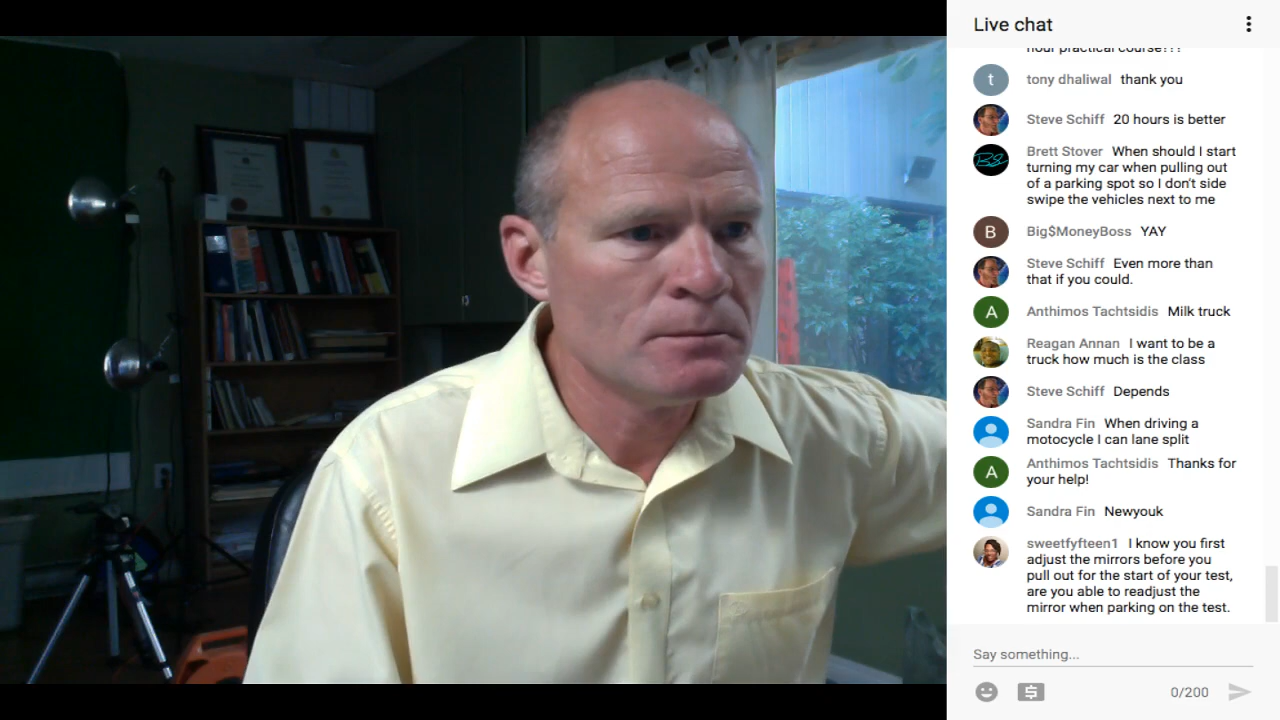 Live chat
hour practical course???
t
tony dhaliwal thank you
Steve Schiff 20 hours is better
BS
Brett Stover When should I start
turning my car when pulling out
of a parking spot so I don't side
swipe the vehicles next to me
B
Big$MoneyBoss YAY
Steve Schiff Even more than
that if you could.
A
Anthimos Tachtsidis Milk truck
Reagan Annan I want to be a
truck how much is the class
Steve Schiff Depends
Sandra Fin When driving a
motocycle I can lane split
A
Anthimos Tachtsidis Thanks for
your help!
Sandra Fin Newyouk
sweetfyfteen1 I know you first
adjust the mirrors before you
pull out for the start of your test,
are you able to readjust the
mirror when parking on the test.
Say something...
$
0/200